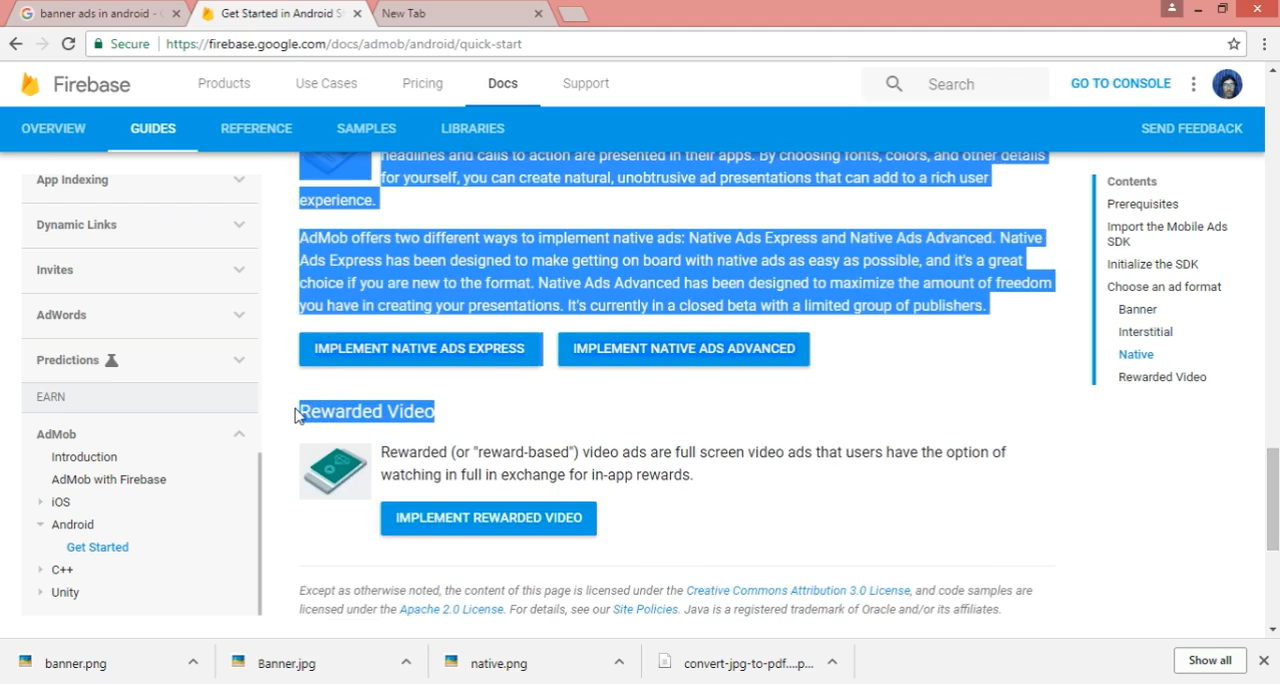 banner ads in android -
Get Started in Android S
New Tab
Secure
https://firebase.google.com/docs/admob/android/quick-start
Firebase
Products
Use Cases
Pricing
Docs
Support
Search
GO TO CONSOLE
OVERVIEW
GUIDES
REFERENCE
SAMPLES
LIBRARIES
SEND FEEDBACK
App Indexing
Dynamic Links
Invites
AdWords
Predictions
EARN
AdMob
Introduction
AdMob with Firebase
iOS
Android
Get Started
C++
Unity
headlines and calls to action are presented in their apps. By choosing fonts, colors, and other details
for yourself, you can create natural, unobtrusive ad presentations that can add to a rich user
experience.
AdMob offers two different ways to implement native ads: Native Ads Express and Native Ads Advanced. Native
Ads Express has been designed to make getting on board with native ads as easy as possible, and it's a great
choice if you are new to the format. Native Ads Advanced has been designed to maximize the amount of freedom
you have in creating your presentations. It's currently in a closed beta with a limited group of publishers.
IMPLEMENT NATIVE ADS EXPRESS
IMPLEMENT NATIVE ADS ADVANCED
Rewarded Video
Rewarded (or "reward-based") video ads are full screen video ads that users have the option of
watching in full in exchange for in-app rewards.
IMPLEMENT REWARDED VIDEO
Except as otherwise noted, the content of this page is licensed under the Creative Commons Attribution 3.0 License, and code samples are
licensed under the Apache 2.0 License. For details, see our Site Policies. Java is a registered trademark of Oracle and/or its affiliates.
Contents
Prerequisites
Import the Mobile Ads
SDK
Initialize the SDK
Choose an ad format
Banner
Interstitial
Native
Rewarded Video
banner.png
Banner.jpg
native.png
convert-jpg-to-pdf....p...
Show all